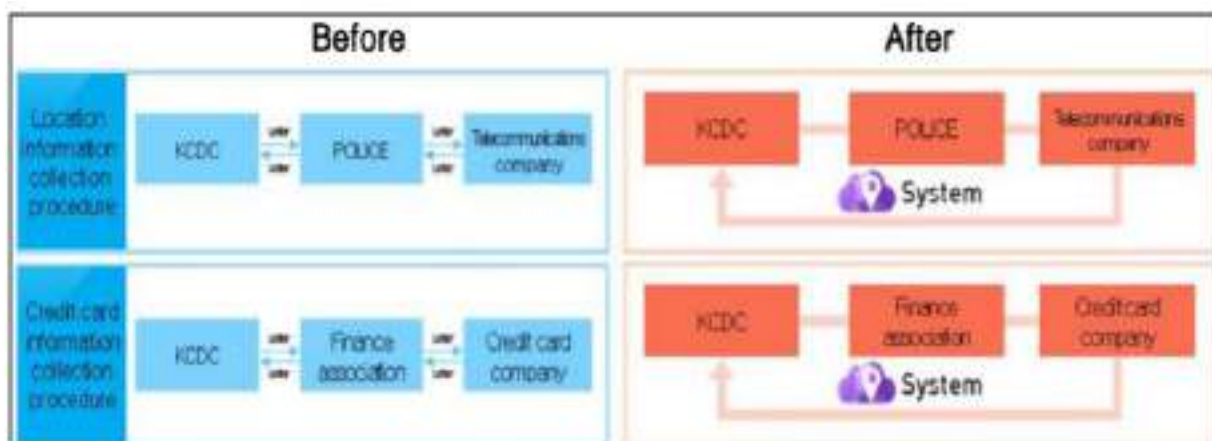 Before
After
Location
information
collection
procedure
KCDC
POLICE
Telecommunications
company
KCDC
POLICE
Telecommunications
company
System
Credit card
information
collection
procedure
KCDC
Finance
association
Credit card
company
KCDC
Finance
association
Credit card
company
System